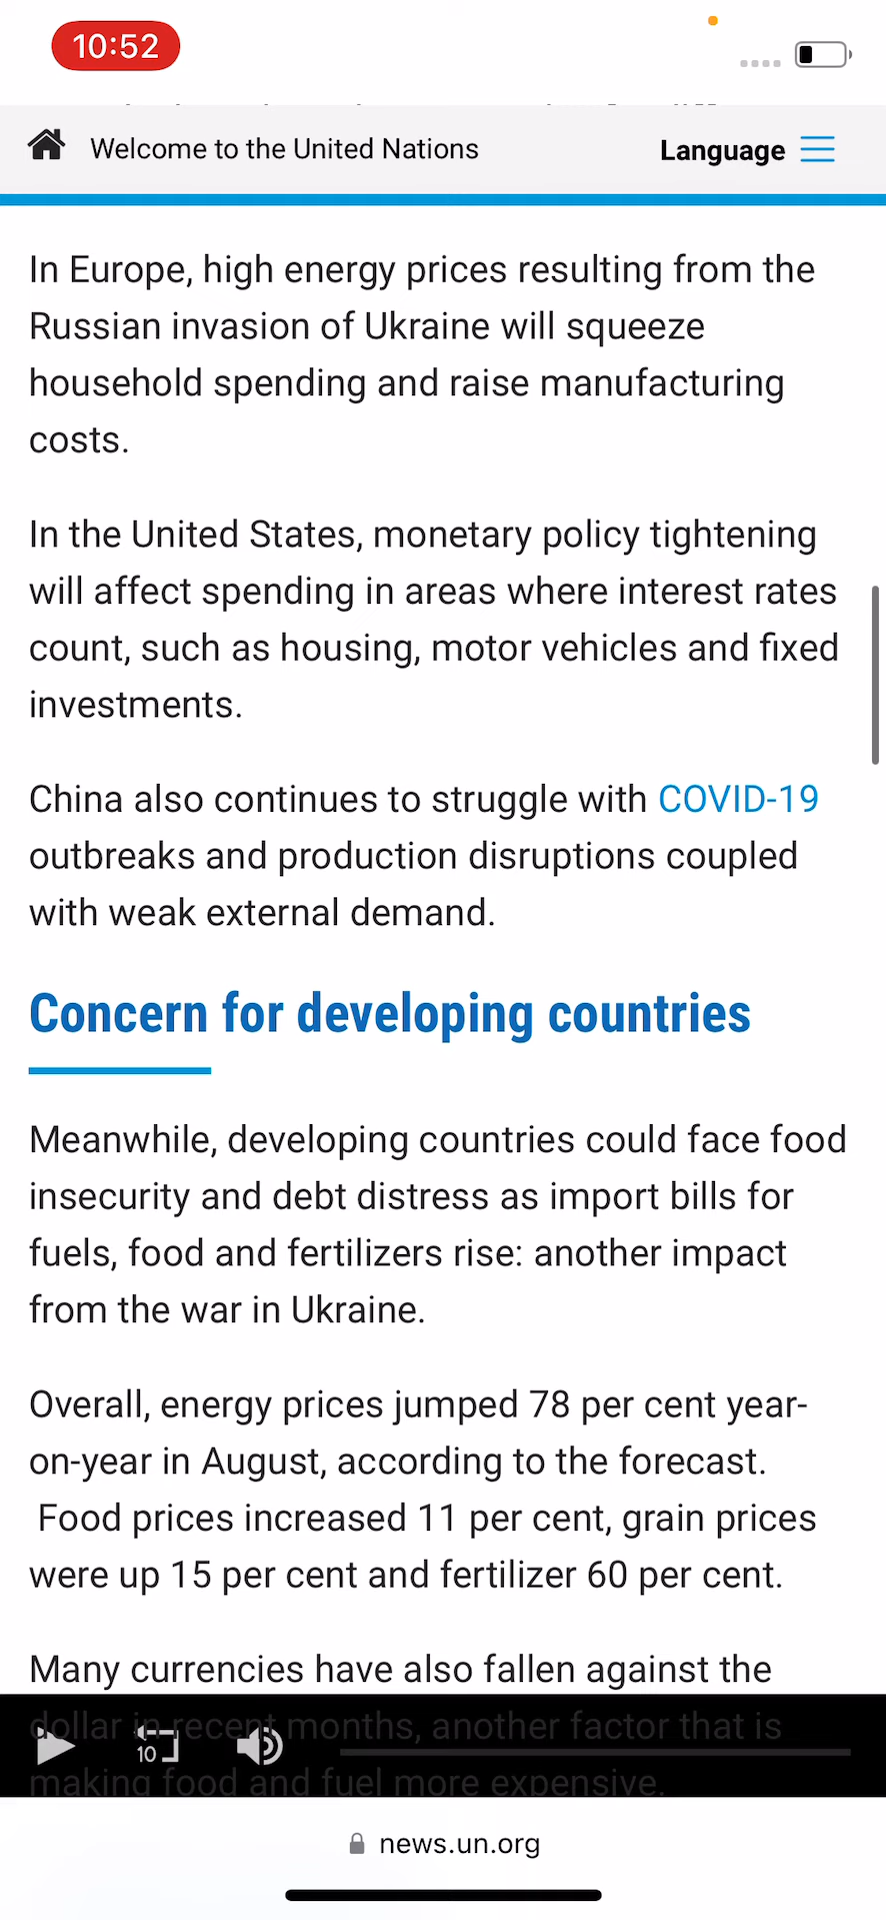 10:52
Welcome to the United Nations
Language
In Europe, high energy prices resulting from the
Russian invasion of Ukraine will squeeze
household spending and raise manufacturing
costs.
In the United States, monetary policy tightening
will affect spending in areas where interest rates
count, such as housing, motor vehicles and fixed
investments.
China also continues to struggle with COVID-19
outbreaks and production disruptions coupled
with weak external demand.
Concern for developing countries
Meanwhile, developing countries could face food
insecurity and debt distress as import bills for
fuels, food and fertilizers rise: another impact
from the war in Ukraine.
Overall, energy prices jumped 78 per cent year-
on-year in August, according to the forecast.
Food prices increased 11 per cent, grain prices
were up 15 per cent and fertilizer 60 per cent.
Many currencies have also fallen against the
dollar in recent months, another factor that is
10
making food and fuel more expensive.
news.un.org